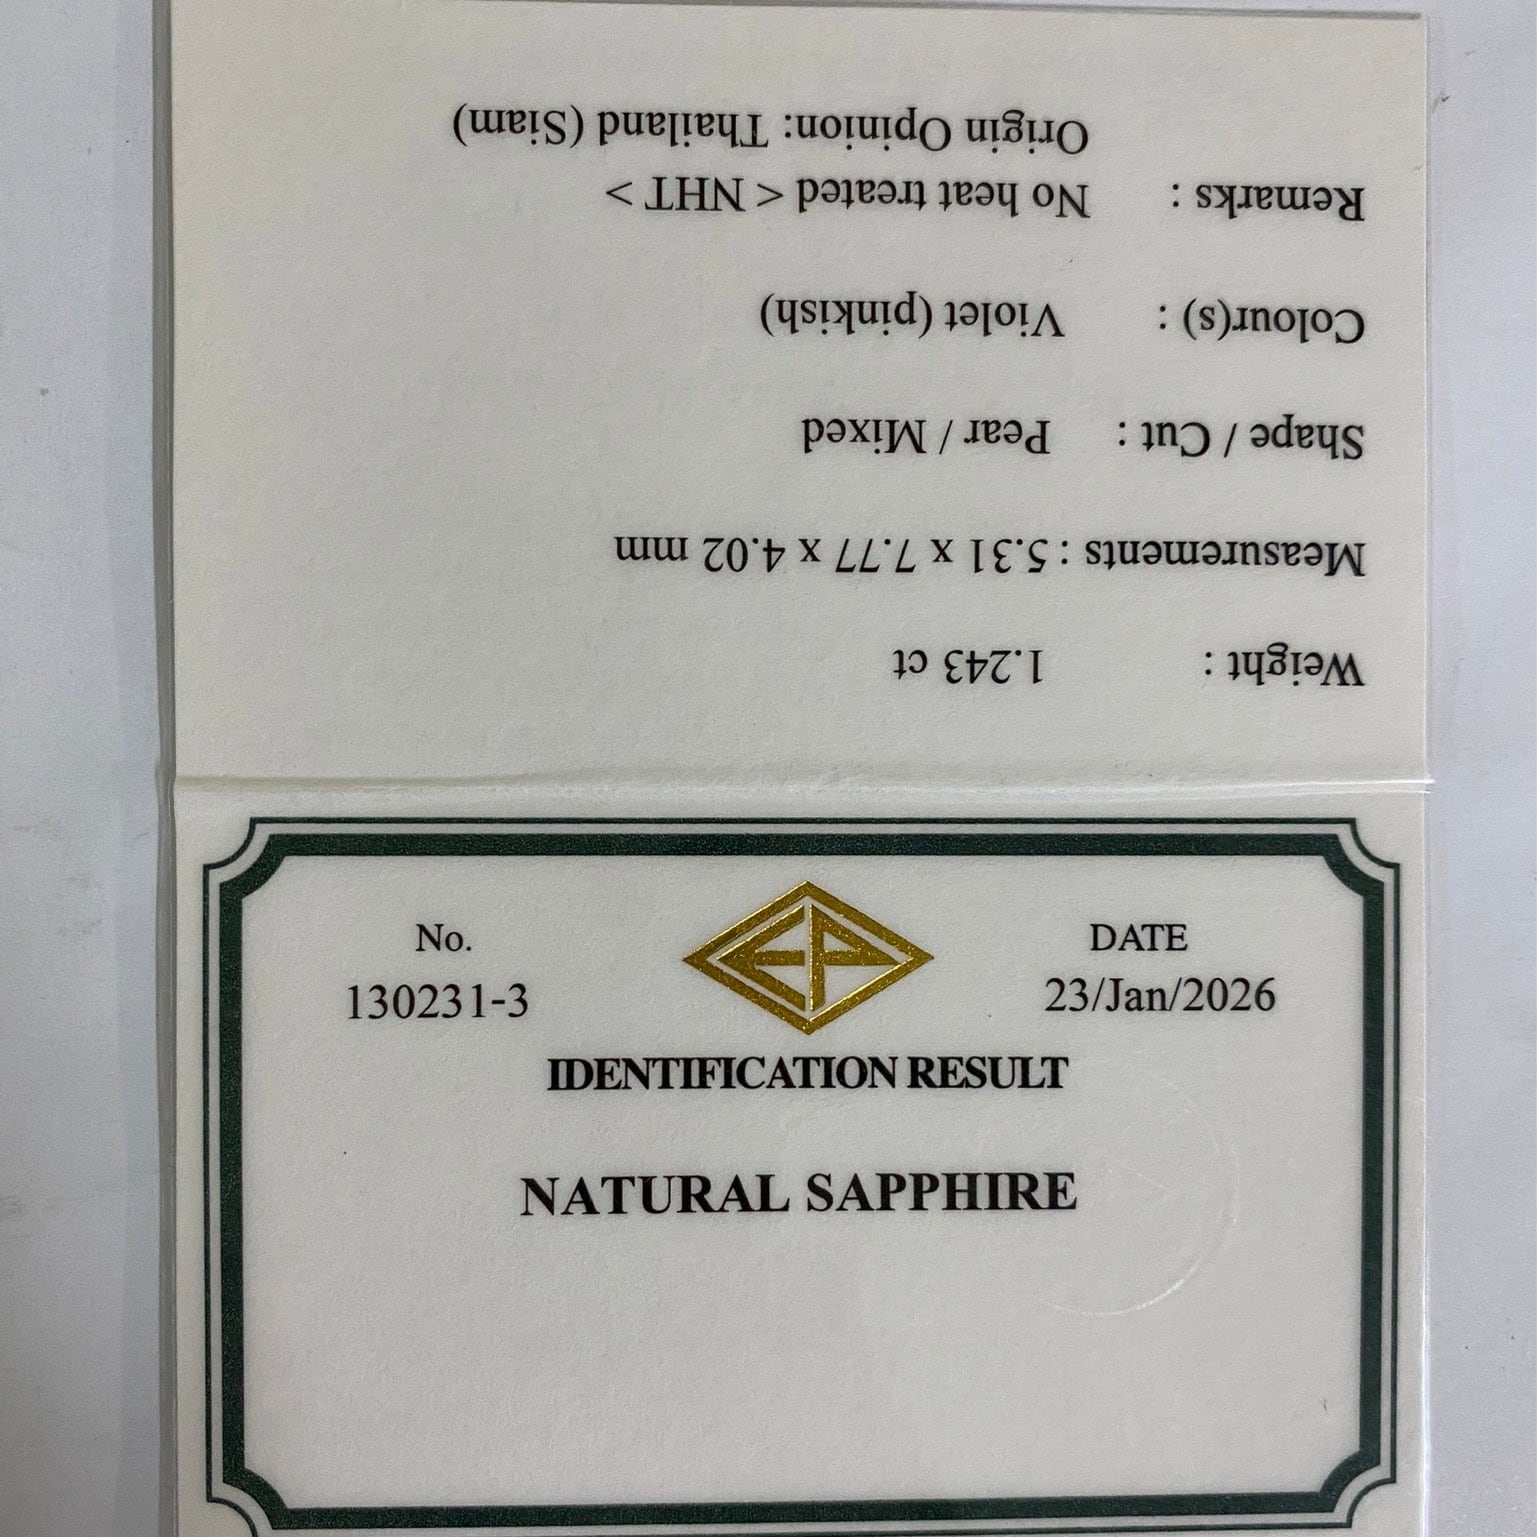 No.
130231-3
EP
DATE
23/Jan/2026
IDENTIFICATION RESULT
NATURAL SAPPHIRE
Weight : 1.243 ct
Measurements : 5.31 x 7.77 x 4.02 mm
Shape / Cut : Pear / Mixed
Colour(s) : Violet (pinkish)
Remarks : No heat treated < NHT >
Origin Opinion: Thailand (Siam)